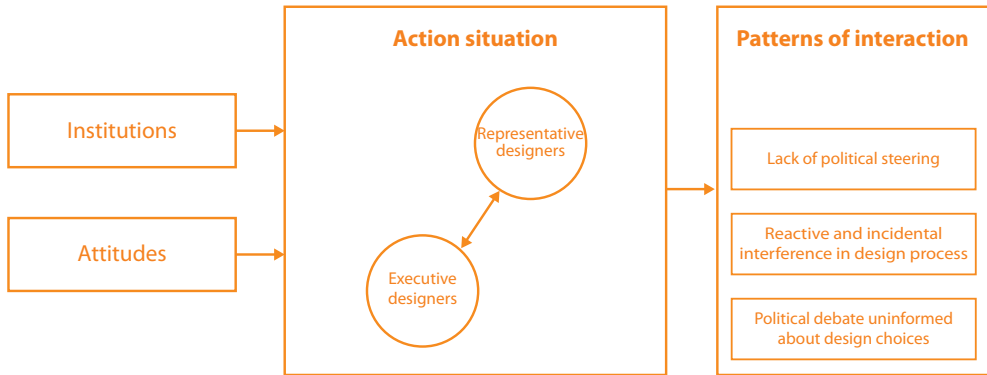 Action situation
Patterns of interaction
Institutions
Attitudes
Representative
designers
Executive
designers
Lack of political steering
Reactive and incidental
interference in design process
Political debate uninformed
about design choices